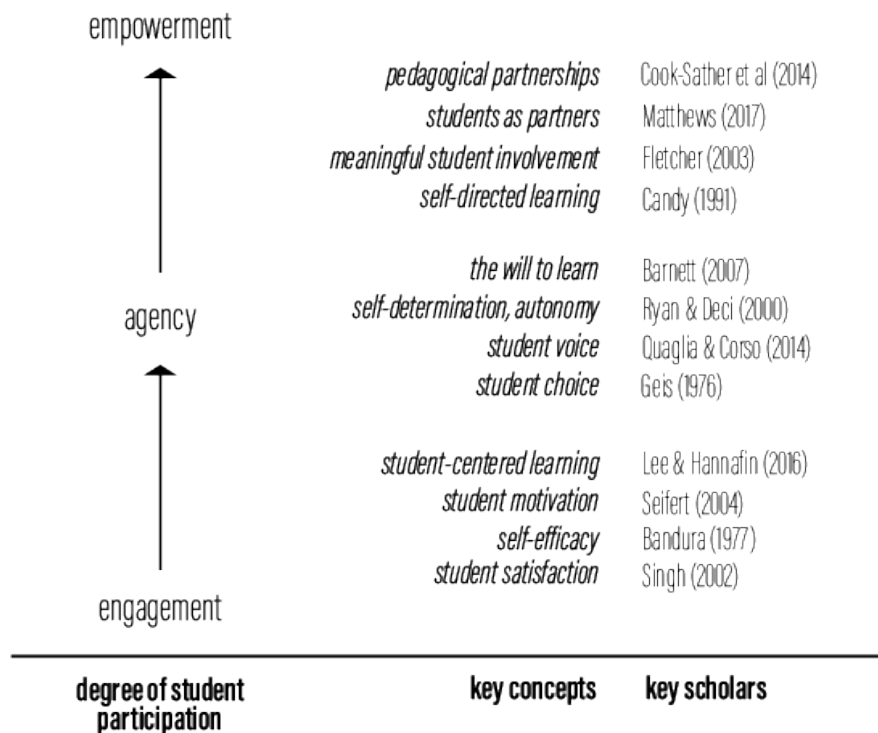 empowerment
pedagogical partnerships Cook-Sather et al (2014)
students as partners Matthews (2017)
meaningful student involvement Fletcher (2003)
self-directed learning Candy (1991)
the will to learn Barnett (2007)
agency
self-determination, autonomy Ryan & Deci (2000)
student voice Quaglia & Corso (2014)
student choice Geis (1976)
student-centered learning Lee & Hannafin (2016)
student motivation Seifert (2004)
self-efficacy Bandura (1977)
student satisfaction Singh (2002)
engagement
degree of student
participation
key concepts
key scholars